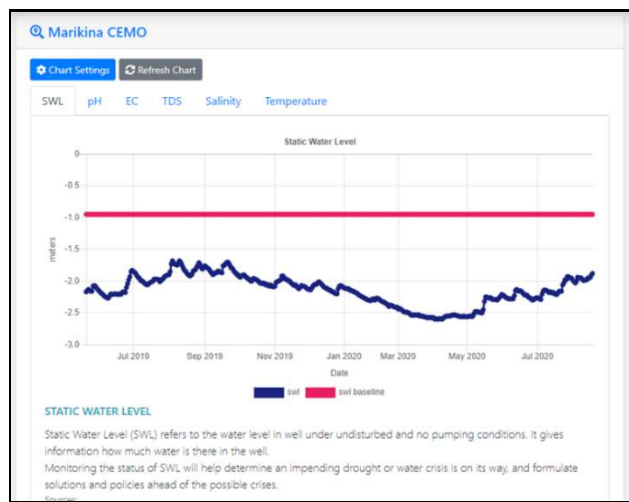 Marikina CEMO
Chart Settings Refresh Chart
SWL pH EC TDS Salinity Temperature
Static Water Level
0
-0.5
-1.0
-1.5
-2.0
-2.5
-3.0
meters
Jul 2019 Sep 2019 Nov 2019 Jan 2020 Mar 2020 May 2020 Jul 2020
Date
swl swl baseline
STATIC WATER LEVEL
Static Water Level (SWL) refers to the water level in well under undisturbed and no pumping conditions. It gives
information how much water is there in the well.
Monitoring the status of SWL will help determine an impending drought or water crisis is on its way, and formulate
solutions and policies ahead of the possible crises.
Sources: